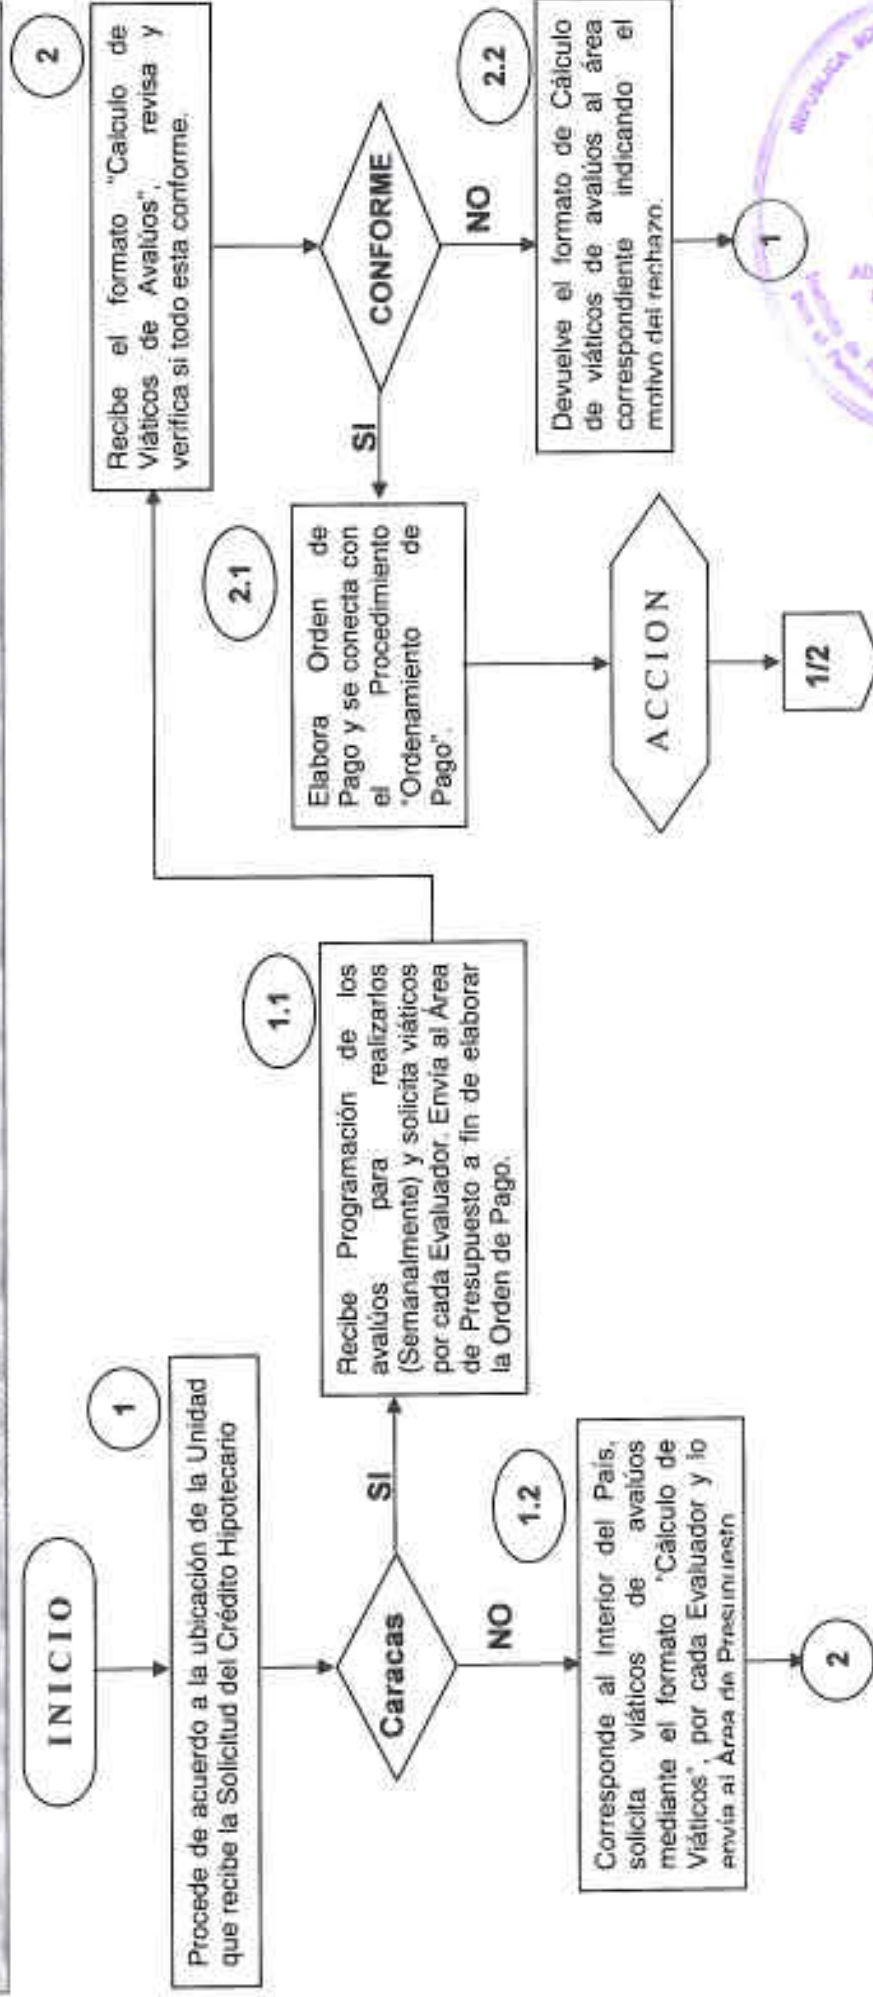 INICIO
1
Procede de acuerdo a la ubicación de la Unidad
que recibe la Solicitud del Crédito Hipotecario
Caracas
SI
NO
1.1
Recibe Programación de los
avalúos para realizarlos
(Semanalmente) y solicita viáticos
por cada Evaluador. Envía al Área
de Presupuesto a fin de elaborar
la Orden de Pago.
1.2
Corresponde al Interior del País,
solicita viáticos de avalúos
mediante el formato "Cálculo de
Viáticos", por cada Evaluador y lo
envía al Área de Presupuesto
2
2
Recibe el formato "Calculo de
Viáticos de Avalúos", revisa y
verifica si todo esta conforme.
CONFORME
SI
NO
2.1
Elabora Orden de
Pago y se conecta con
el Procedimiento
"Ordenamiento de
Pago".
ACCION
1/2
2.2
Devuelve el formato de Cálculo
de viáticos de avalúos al área
correspondiente indicando el
motivo del rechazo.
1
REPUBLICA